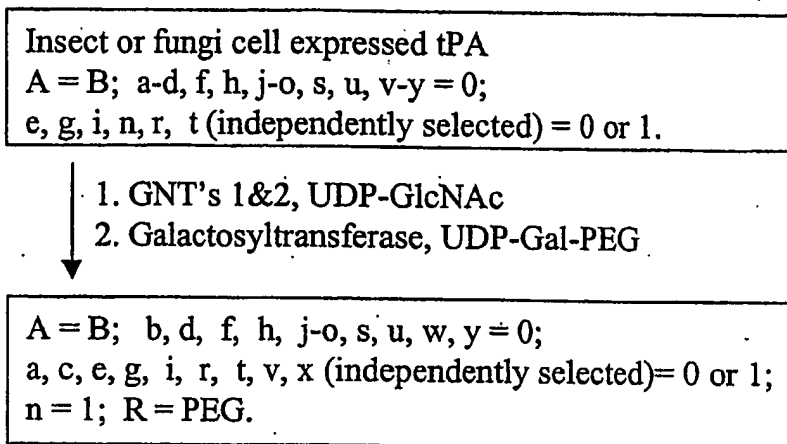 Insect or fungi cell expressed tPA
A = B; a-d, f, h, j-o, s, u, v-y = 0;
e, g, i, n, r, t (independently selected) = 0 or 1.
1. GNT's 1&2, UDP-GlcNAc
2. Galactosyltransferase, UDP-Gal-PEG
A = B; b, d, f, h, j-o, s, u, w, y = 0;
a, c, e, g, i, r, t, v, x (independently selected)= 0 or 1;
n = 1; R = PEG.